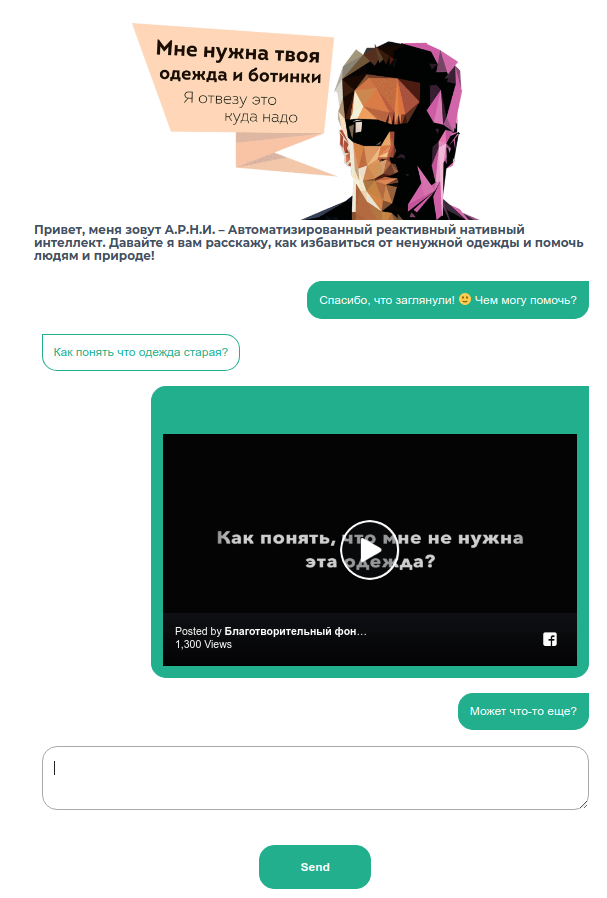 Мне нужна твоя
одежда и ботинки
Я отвезу это
куда надо
Привет, меня зовут А.Р.Н.И. – Автоматизированный реактивный нативный
интеллект. Давайте я вам расскажу, как избавиться от ненужной одежды и помочь
людям и природе!
Спасибо, что заглянули! 🙂 Чем могу помочь?
Как понять что одежда старая?
Как понять, что мне не нужна
эта одежда?
Posted by Благотворительный фон...
1,300 Views
Может что-то еще?
Send